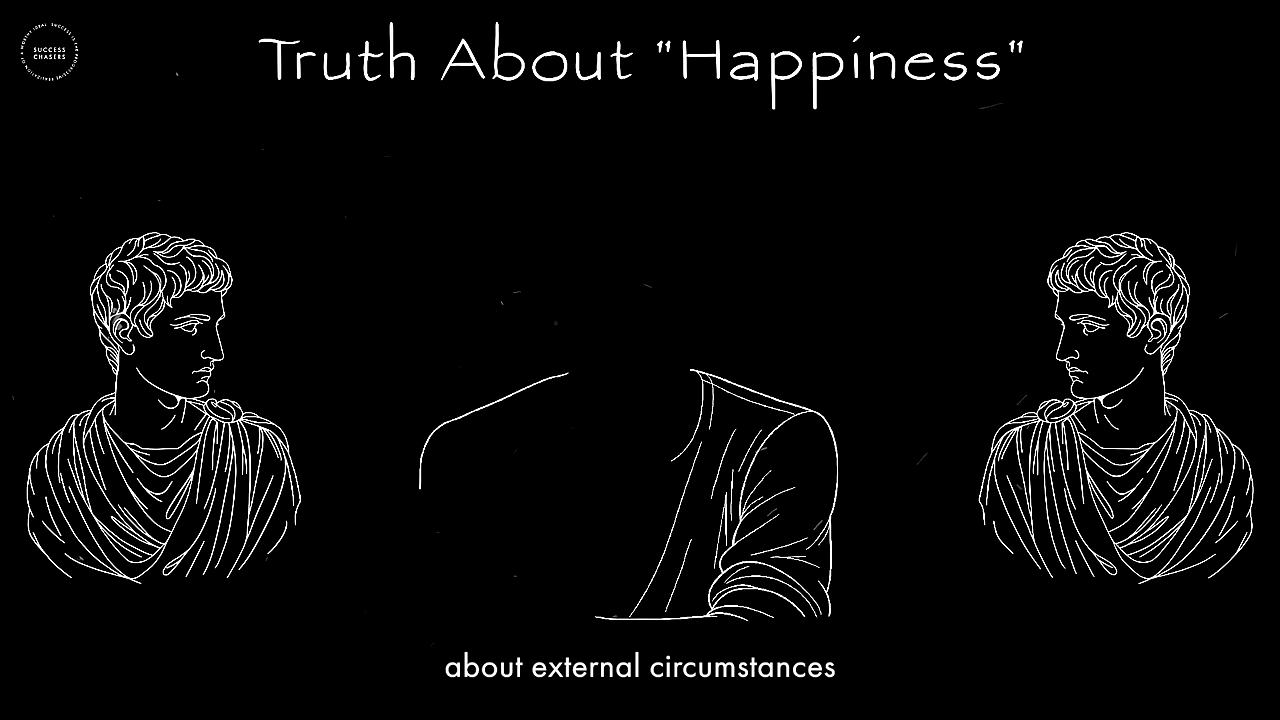 SUCCESS
CHASERS
Truth About "Happiness"
about external circumstances